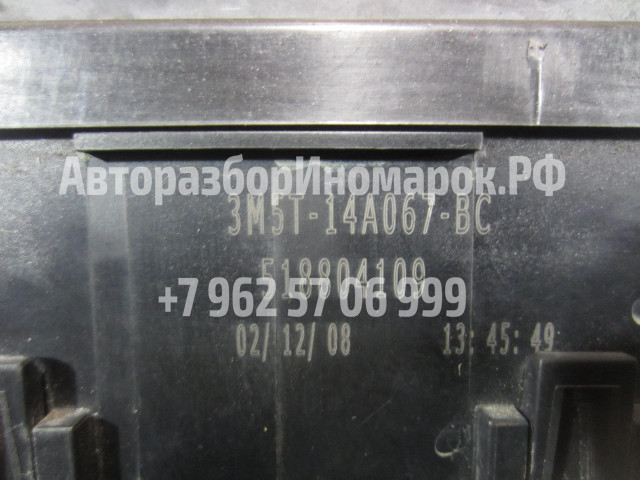 АвторазборИномарок.РФ
3M5T-14A067-BC
518804109
+7 962 57 06 999
02/12/08 13:45:49